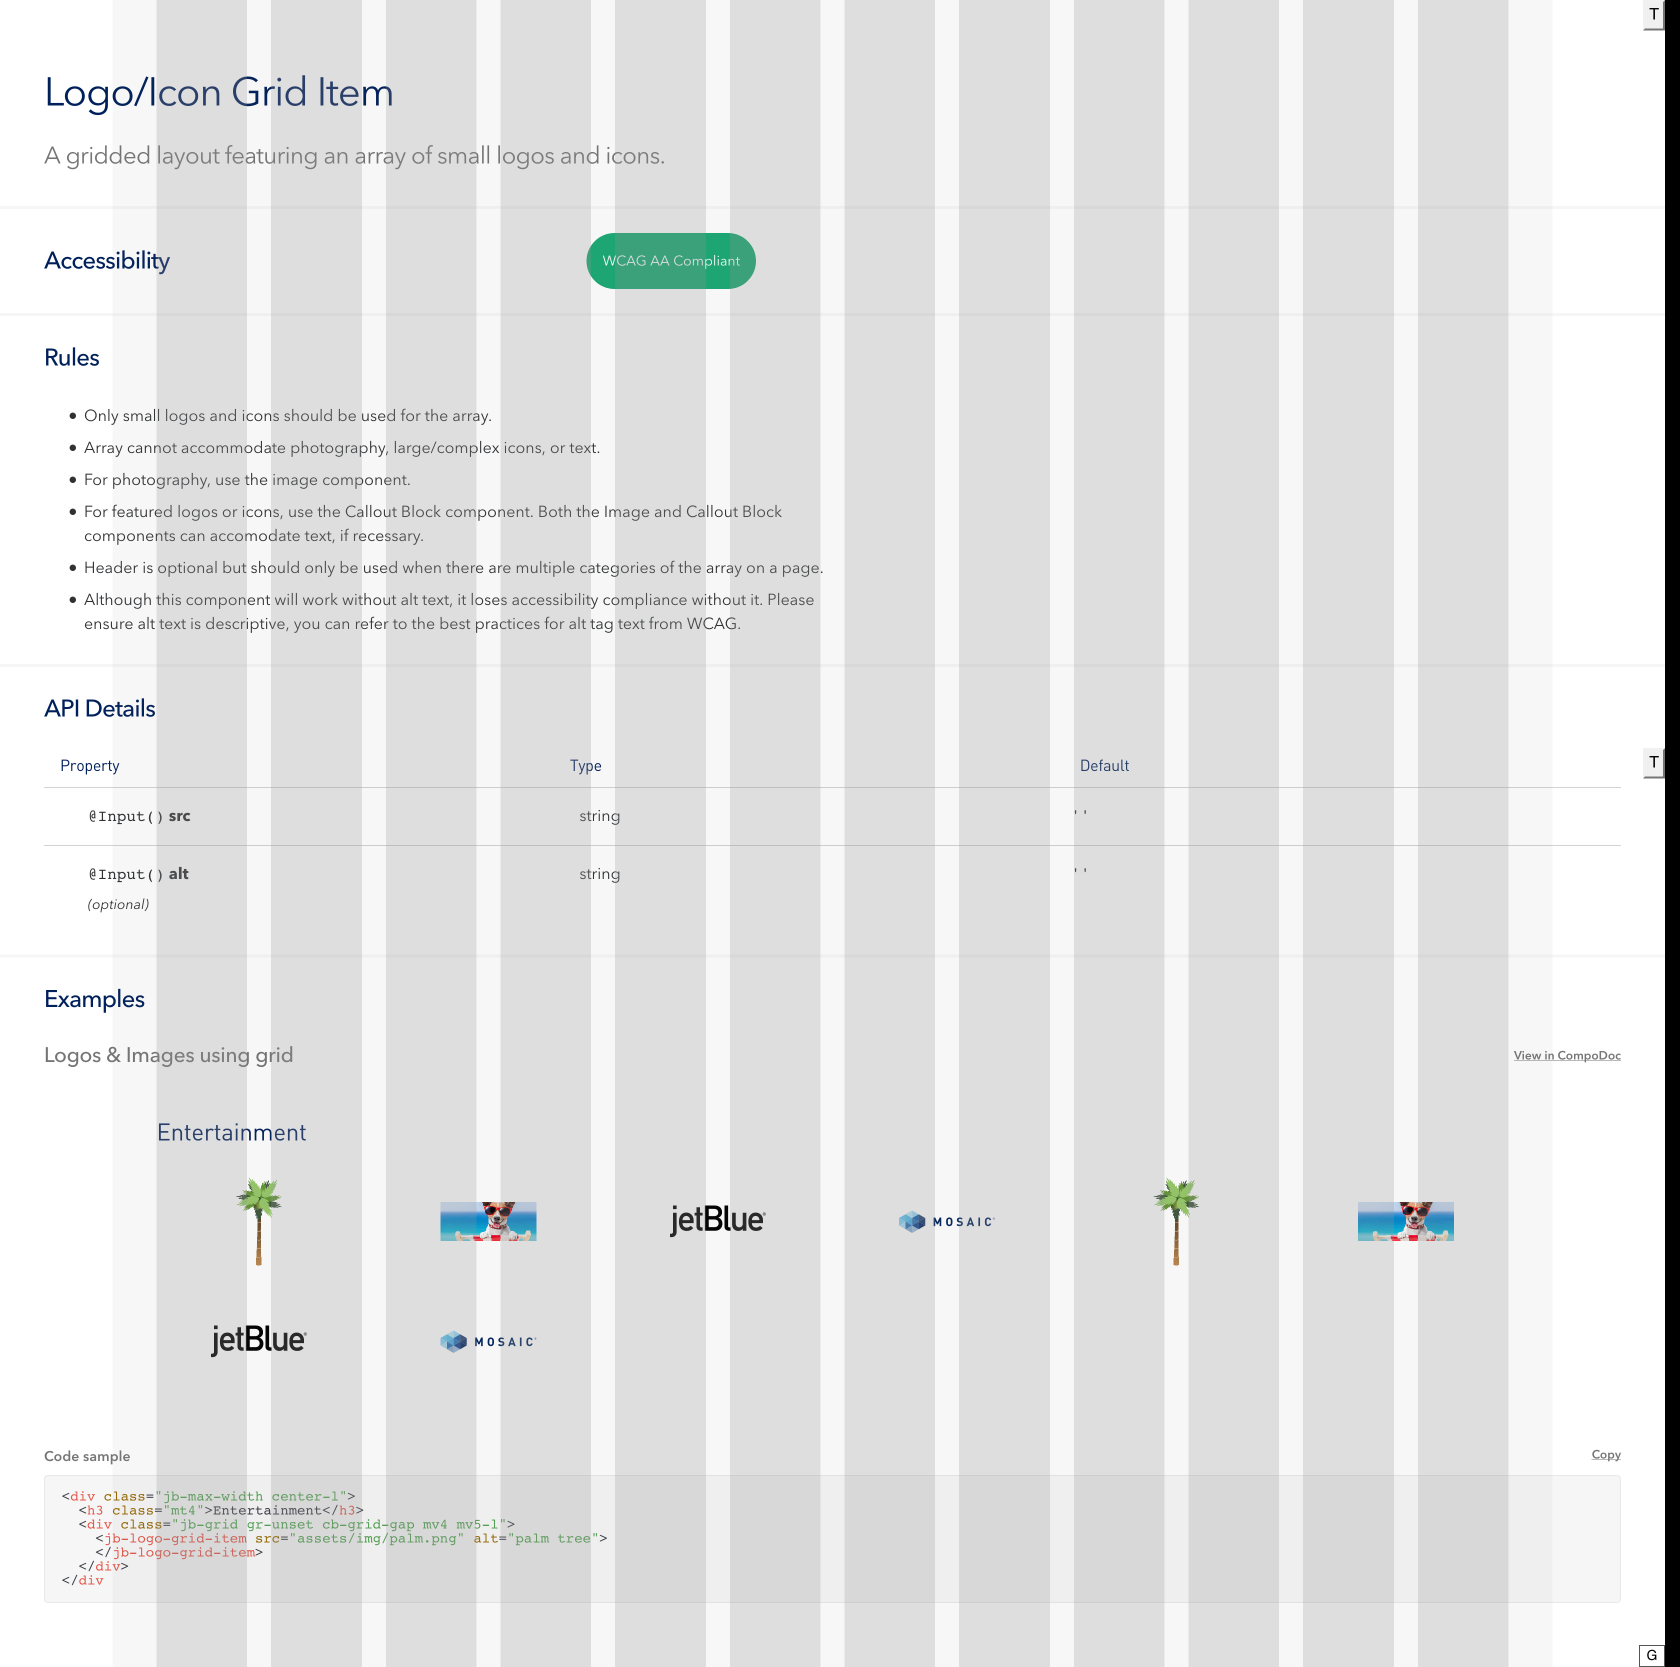 T
Logo/Icon Grid Item
A gridded layout featuring an array of small logos and icons.
Accessibility
WCAG AA Compliant
Rules
• Only small logos and icons should be used for the array.
• Array cannot accommodate photography, large/complex icons, or text.
• For photography, use the image component.
• For featured logos or icons, use the Callout Block component. Both the Image and Callout Block
components can accomodate text, if recessary.
• Header is optional but should only be used when there are multiple categories of the array on a page.
• Although this component will work without alt text, it loses accessibility compliance without it. Please
ensure alt text is descriptive, you can refer to the best practices for alt tag text from WCAG.
API Details
Property Type Default
T
@Input() src string ' '
@Input() alt string ' '
(optional)
Examples
Logos & Images using grid
View in CompoDoc
Entertainment
jetBlue MOSAIC
jetBlue MOSAIC
Code sample
Copy
<div class="jb-max-width center-l">
<h3 class="mt4">Entertainment</h3>
<div class="jb-grid gr-unset cb-grid-gap mv4 mv5-l">
<jb-logo-grid-item src="assets/img/palm.png" alt="palm tree">
</jb-logo-grid-item>
</div>
</div
G